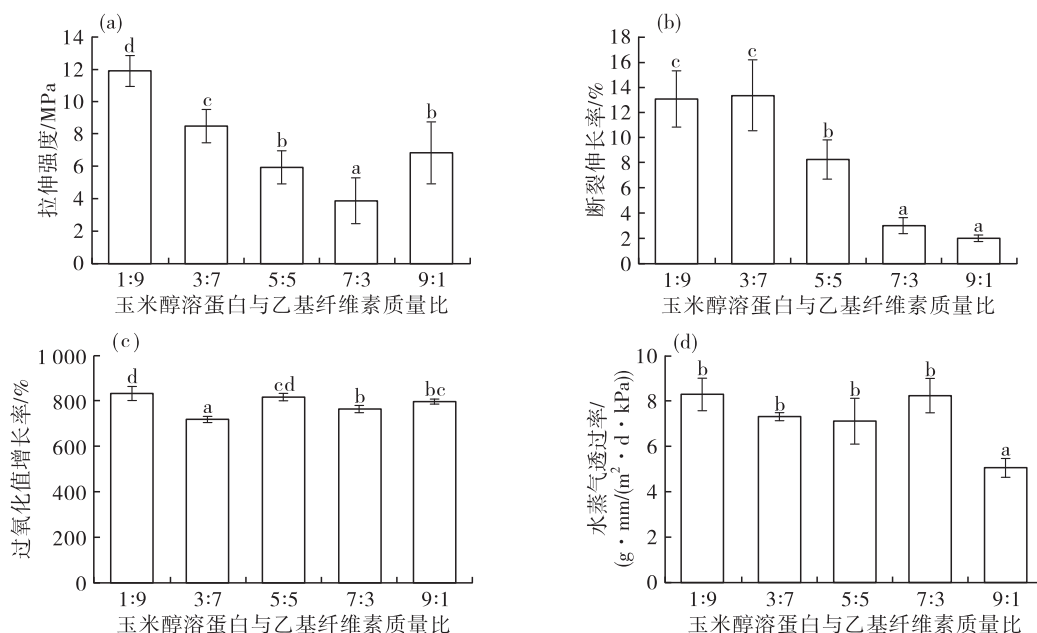 (a)
14
12
10
8
6
4
2
0
拉伸强度/MPa
d
c
b
a
b
1:9 3:7 5:5 7:3 9:1
玉米醇溶蛋白与乙基纤维素质量比
(b)
18
16
14
12
10
8
6
4
2
0
断裂伸长率/%
c
c
b
a
a
1:9 3:7 5:5 7:3 9:1
玉米醇溶蛋白与乙基纤维素质量比
(c)
1 000
800
600
400
200
0
过氧化值增长率/%
d
a
cd
b
bc
1:9 3:7 5:5 7:3 9:1
玉米醇溶蛋白与乙基纤维素质量比
(d)
10
8
6
4
2
0
水蒸气透过率/
(g·mm/(m²·d·kPa))
b
b
b
b
a
1:9 3:7 5:5 7:3 9:1
玉米醇溶蛋白与乙基纤维素质量比